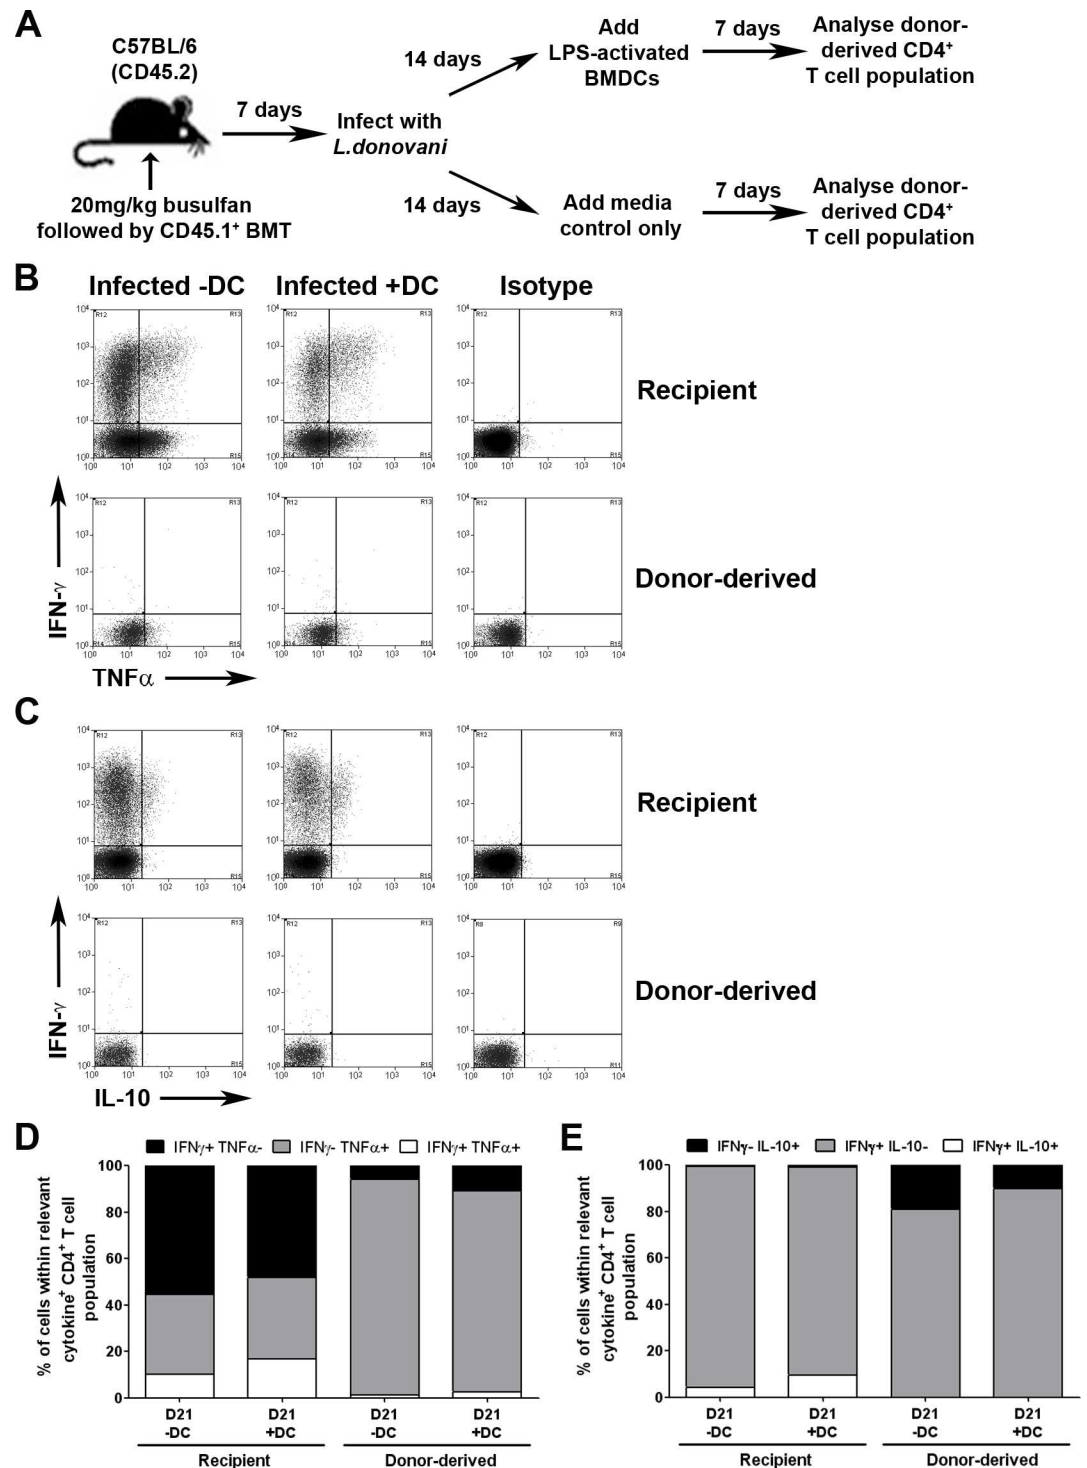 A
C57BL/6
(CD45.2)
7 days
20mg/kg busulfan
followed by CD45.1⁺ BMT
Infect with
L.donovani
14 days
Add
LPS-activated
BMDCs
7 days
Analyse donor-
derived CD4⁺
T cell population
14 days
Add media
control only
7 days
Analyse donor-
derived CD4⁺
T cell population
B
Infected -DC
Infected +DC
Isotype
Recipient
Donor-derived
IFN-γ
TNFα
C
Recipient
Donor-derived
IFN-γ
IL-10
D
IFNγ+ TNFα- IFNγ- TNFα+ IFNγ+ TNFα+
% of cells within relevant
cytokine⁺ CD4⁺ T cell
population
100
80
60
40
20
0
D21 D21 D21 D21
-DC +DC -DC +DC
Recipient Donor-derived
E
IFNγ- IL-10+ IFNγ+ IL-10- IFNγ+ IL-10+
% of cells within relevant
cytokine⁺ CD4⁺ T cell
population
100
80
60
40
20
0
D21 D21 D21 D21
-DC +DC -DC +DC
Recipient Donor-derived